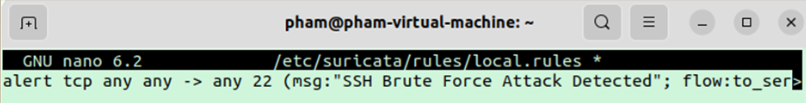 pham@pham-virtual-machine: ~
GNU nano 6.2 /etc/suricata/rules/local.rules *
alert tcp any any -> any 22 (msg:"SSH Brute Force Attack Detected"; flow:to_ser>